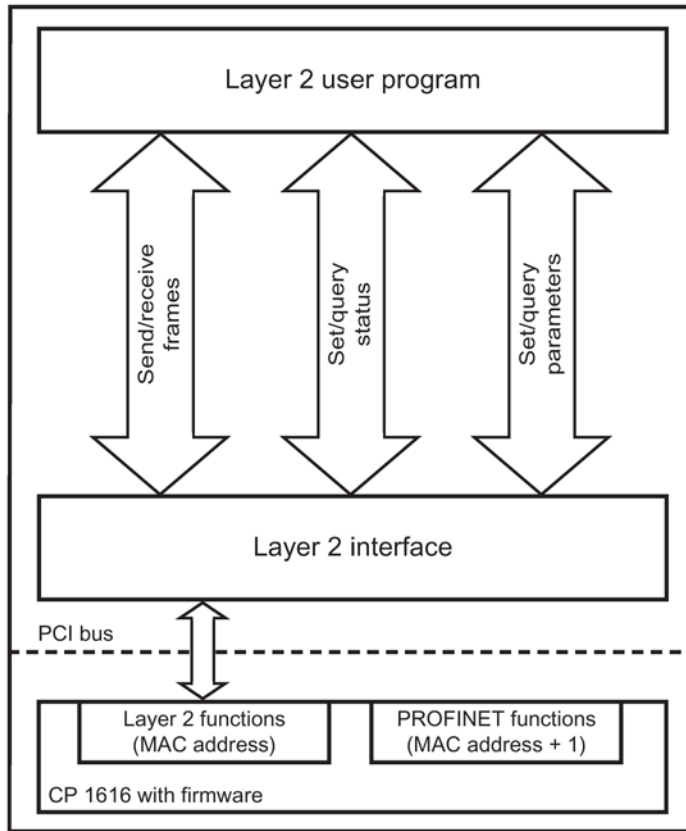 Layer 2 user program
Send/receive
frames
Set/query
status
Set/query
parameters
Layer 2 interface
PCI bus
Layer 2 functions
(MAC address)
PROFINET functions
(MAC address + 1)
CP 1616 with firmware